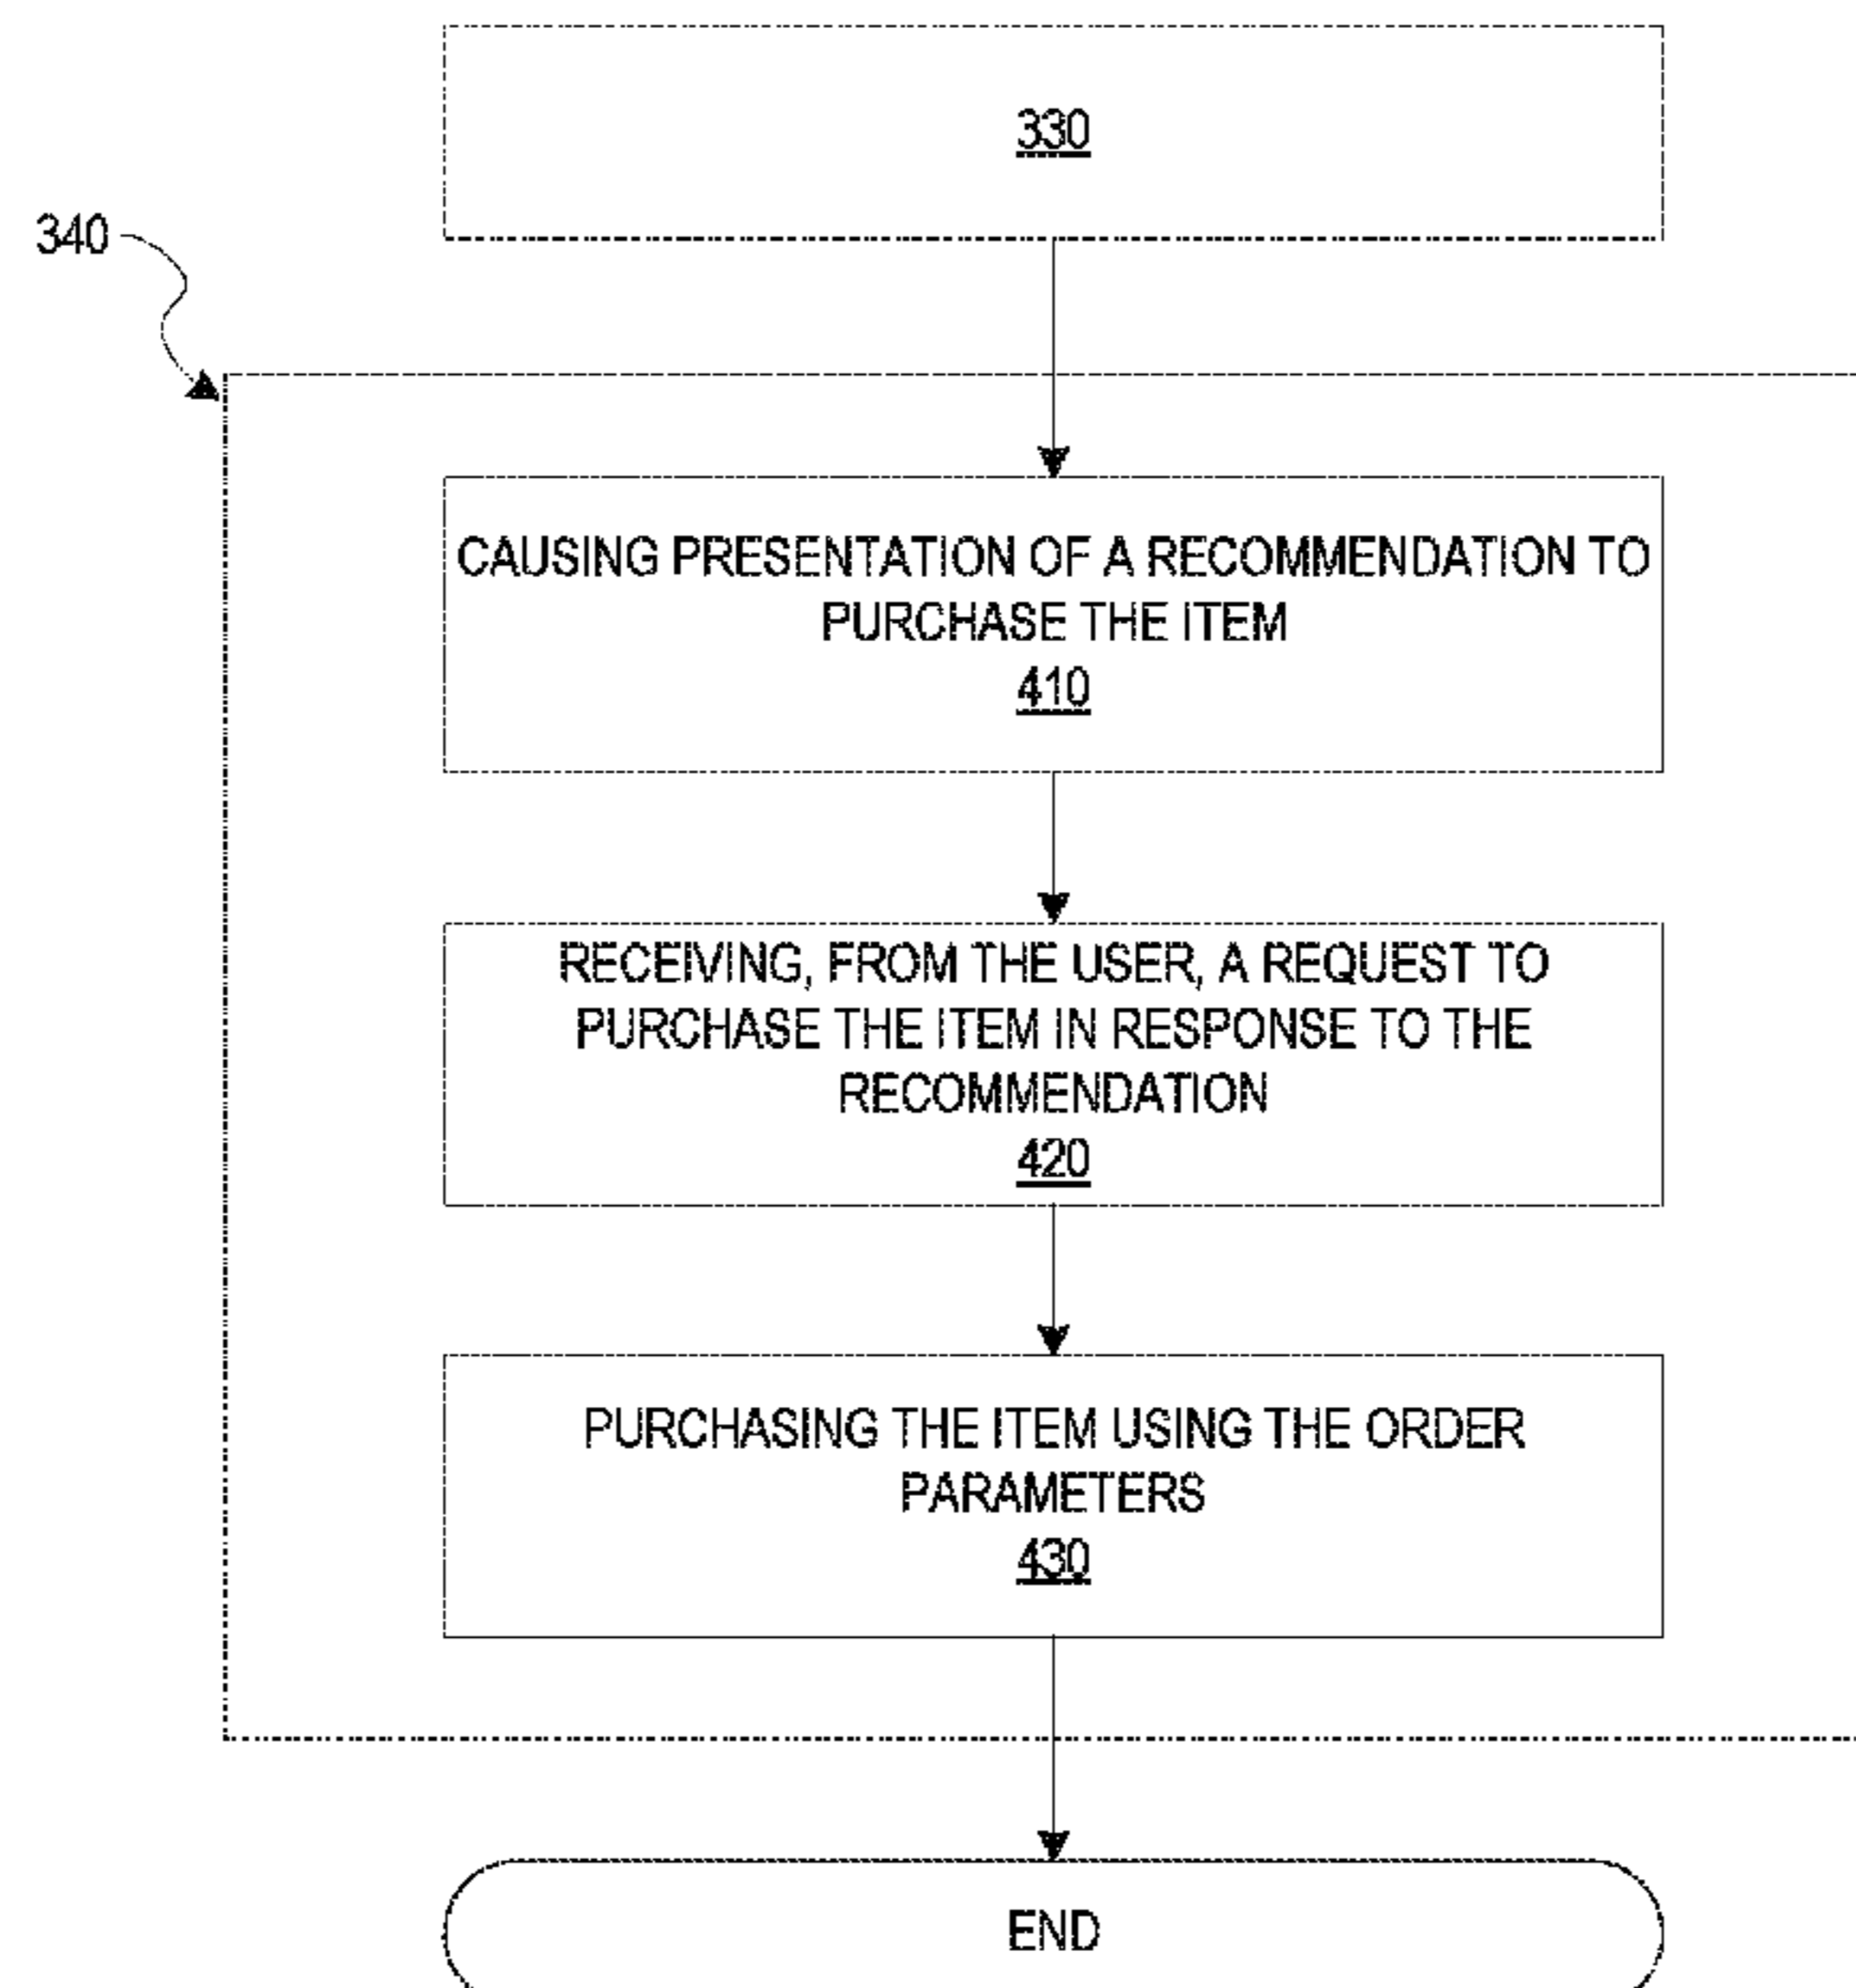 330
340
CAUSING PRESENTATION OF A RECOMMENDATION TO
PURCHASE THE ITEM
410
RECEIVING, FROM THE USER, A REQUEST TO
PURCHASE THE ITEM IN RESPONSE TO THE
RECOMMENDATION
420
PURCHASING THE ITEM USING THE ORDER
PARAMETERS
430
END